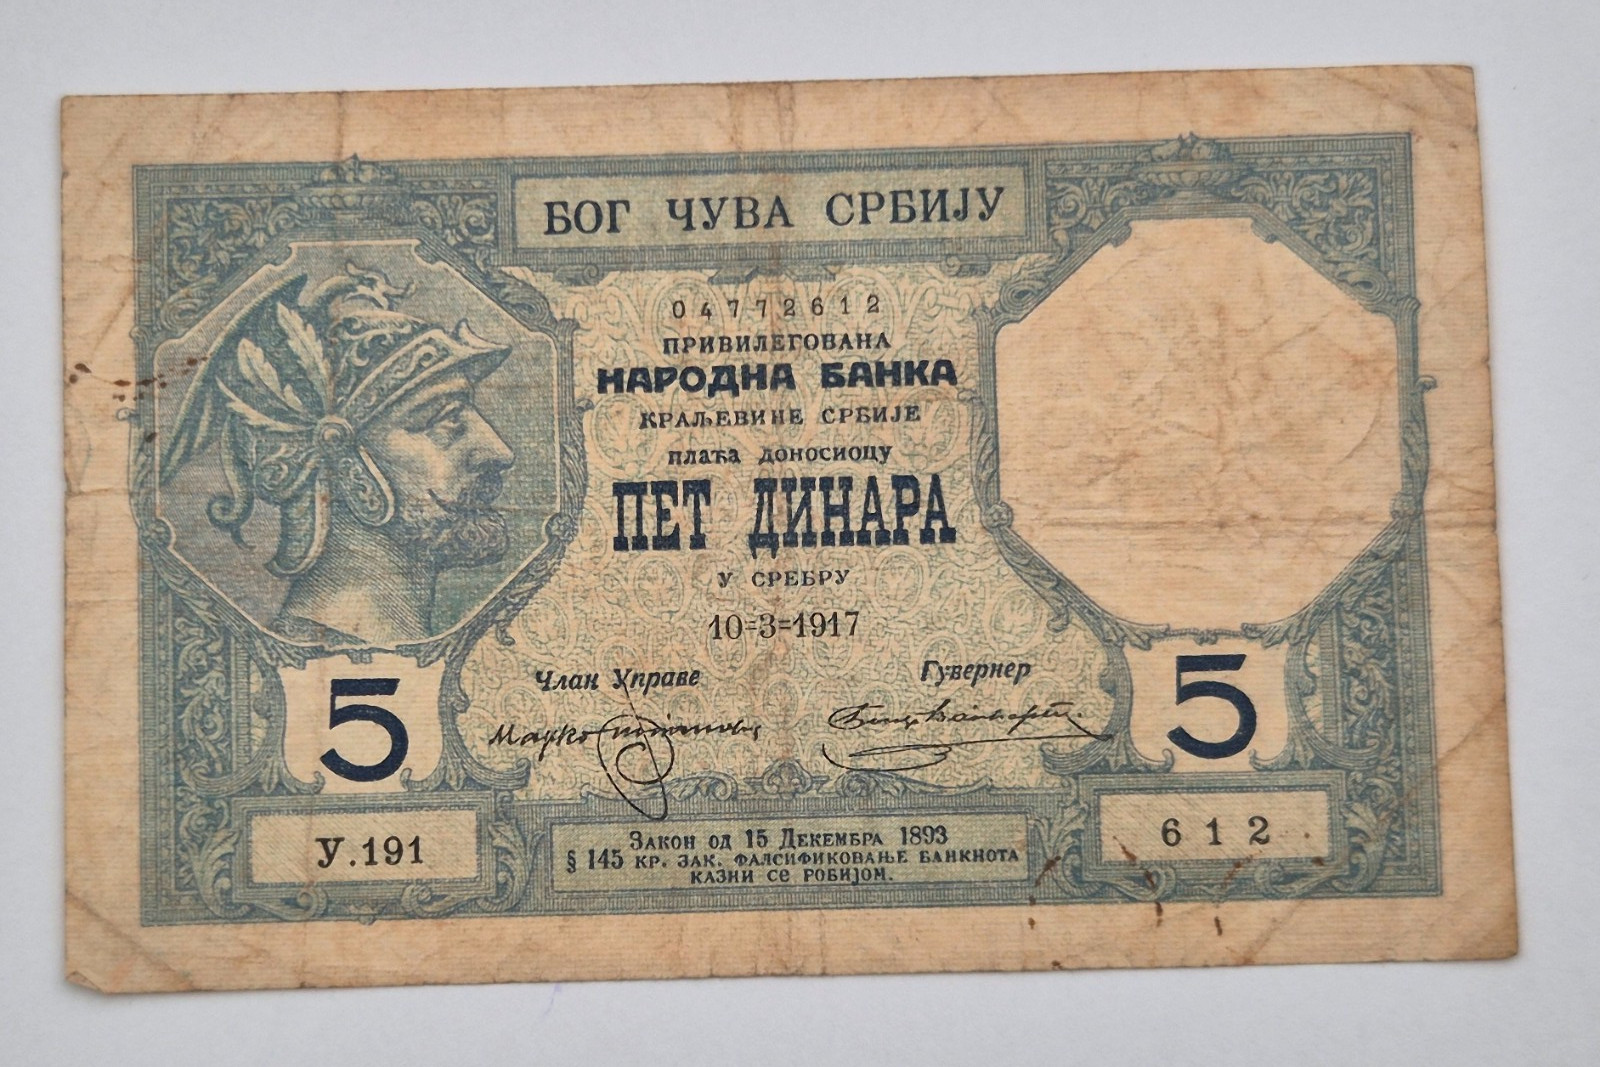 БОГ ЧУВА СРБИЈУ
04772612
ПРИВИЛЕГОВАНА
НАРОДНА БАНКА
КРАЉЕВИНЕ СРБИЈЕ
ПЛАЋА ДОНОСИОЦУ
ПЕТ ДИНАРА
У СРЕБРУ
10=3=1917
Члан Управе Гувернер
Марко
5 5
У.191
ЗАКОН ОД 15 ДЕКЕМБРА 1893
§ 145 КР. ЗАК. ФАЛСИФИКОВАЊЕ БАНКНОТА
КАЗНИ СЕ РОБИЈОМ.
612